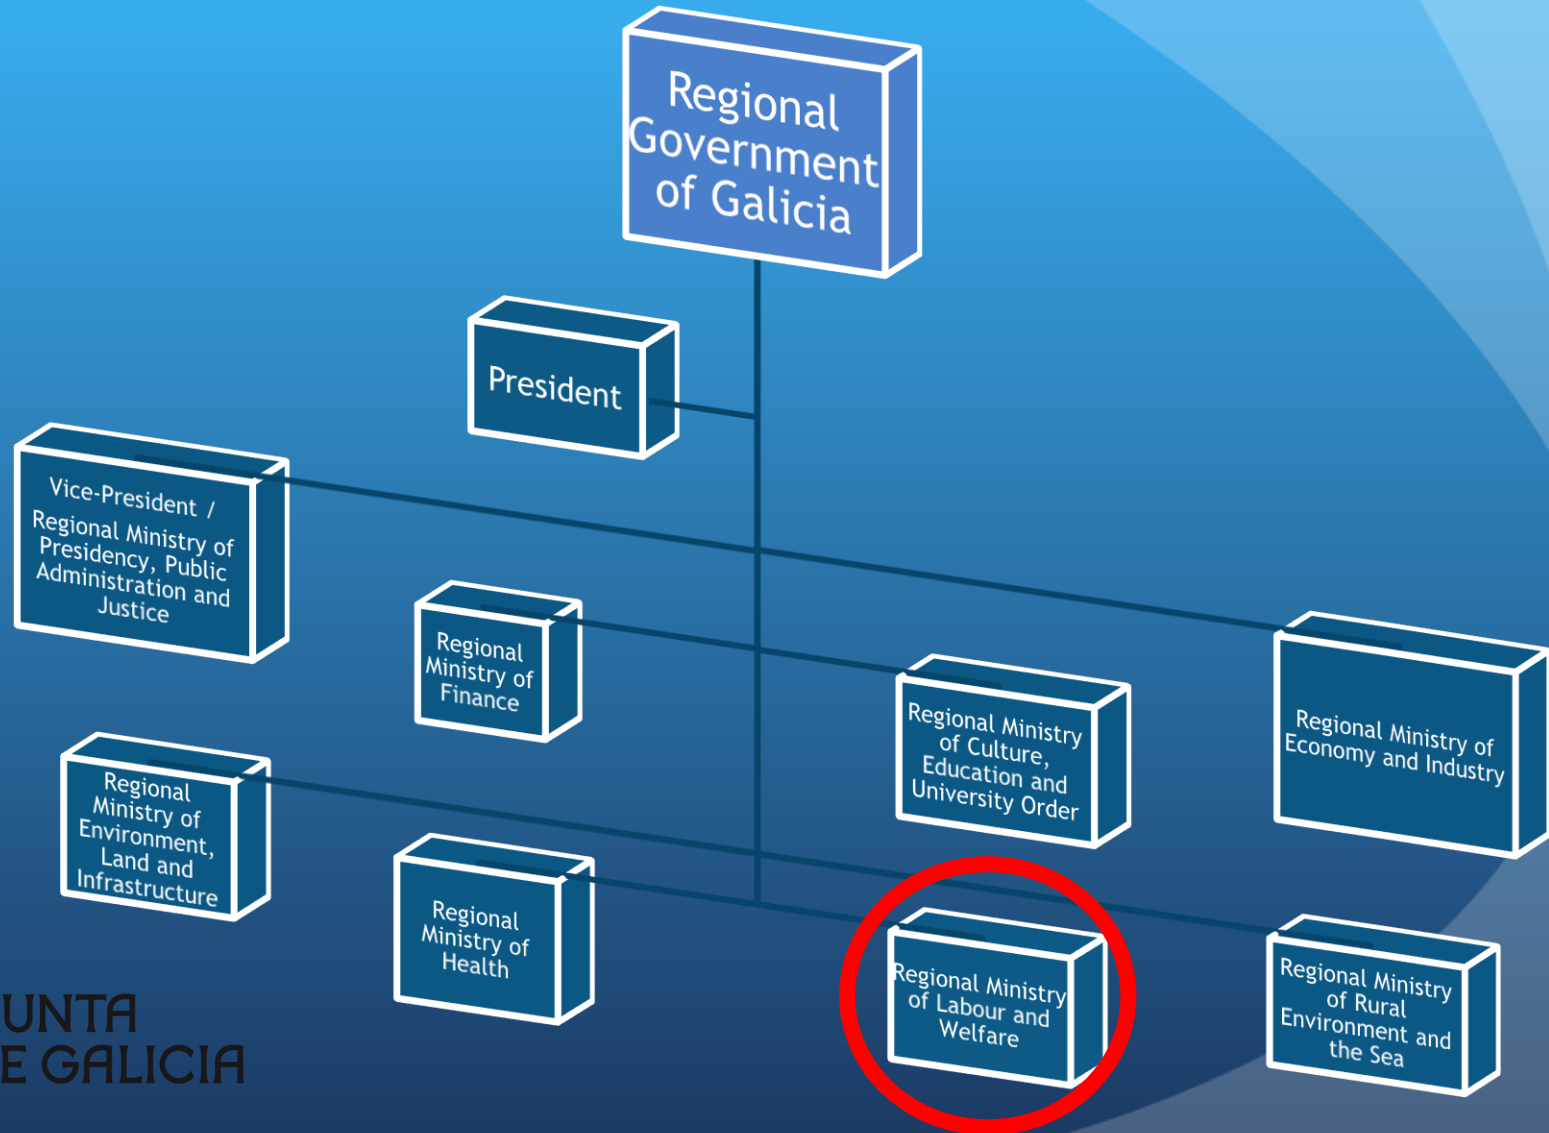 Regional
Government
of Galicia
President
Vice-President /
Regional Ministry of
Presidency, Public
Administration and
Justice
Regional
Ministry of
Finance
Regional Ministry
of Culture,
Education and
University Order
Regional Ministry of
Economy and Industry
Regional
Ministry of
Environment,
Land and
Infrastructure
Regional
Ministry of
Health
Regional Ministry
of Labour and
Welfare
Regional Ministry
of Rural
Environment and
the Sea
UNTA
E GALICIA